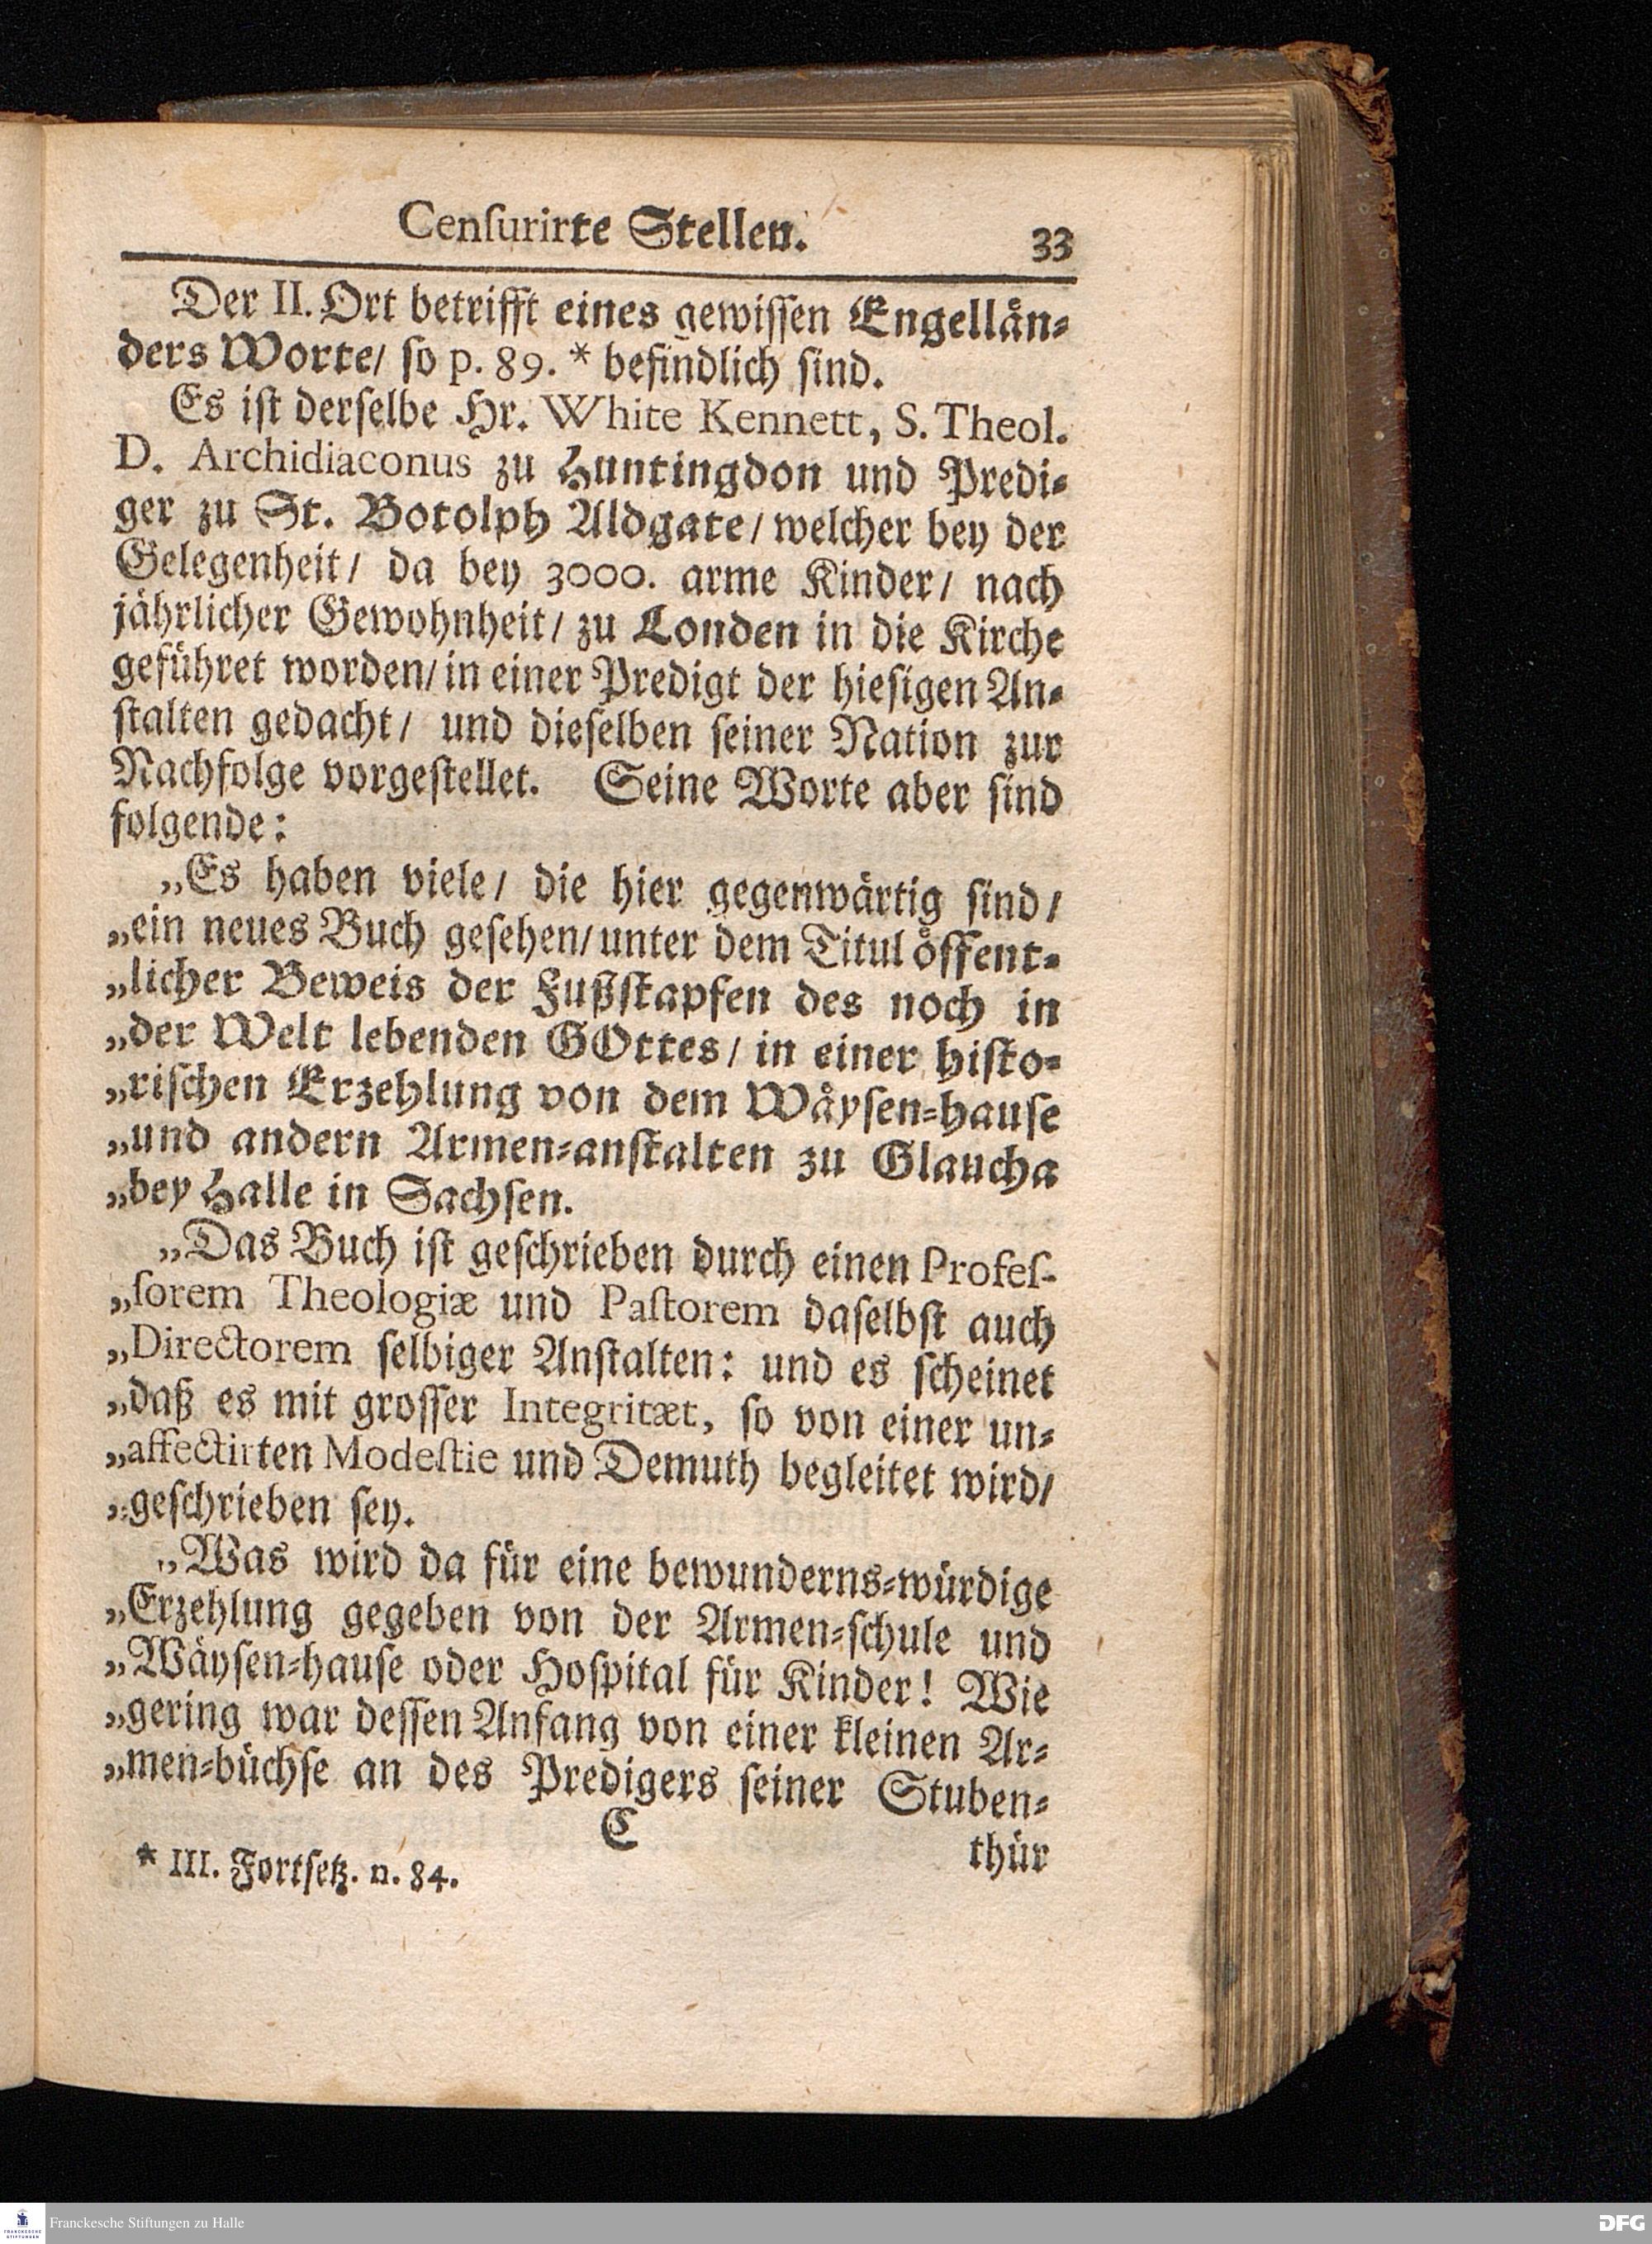 Cenſurirte Stellen. 33
Der II. Ort betrifft eines gewiſſen Engellän⸗
ders Worte/ ſo p. 89. * befindlich ſind.
Es iſt derſelbe Hr. White Kennett, S. Theol.
D. Archidiaconus zu Huntingdon und Predi⸗
ger zu St. Botolph Aldgate/ welcher bey der
Gelegenheit/ da bey 3000. arme Kinder/ nach
jährlicher Gewohnheit/ zu Londen in die Kirche
geführet worden/ in einer Predigt der hieſigen An⸗
ſtalten gedacht/ und dieſelben ſeiner Nation zur
Nachfolge vorgeſtellet. Seine Worte aber ſind
folgende:
„Es haben viele/ die hier gegenwärtig ſind/
„ein neues Buch geſehen/ unter dem Titul öffent⸗
„licher Beweis der Fußſtapfen des noch in
„der Welt lebenden GOttes/ in einer hiſto⸗
„riſchen Erzehlung von dem Wäyſen⸗hauſe
„und andern Armen⸗anſtalten zu Glaucha
„bey Halle in Sachſen.
„Das Buch iſt geſchrieben durch einen Profeſ-
„ſorem Theologiæ und Paſtorem daſelbſt auch
„Directorem ſelbiger Anſtalten: und es ſcheinet
„daß es mit groſſer Integritæt, ſo von einer un⸗
„affectirten Modeſtie und Demuth begleitet wird/
„geſchrieben ſey.
„Was wird da für eine bewunderns⸗würdige
„Erzehlung gegeben von der Armen⸗ſchule und
„Wäyſen⸗hauſe oder Hoſpital für Kinder! Wie
„gering war deſſen Anfang von einer kleinen Ar⸗
„men⸗büchſe an des Predigers ſeiner Stuben⸗
C thür
* III. Fortſetz. n. 84.
FRANCKESCHE STIFTUNGEN
Franckesche Stiftungen zu Halle
DFG